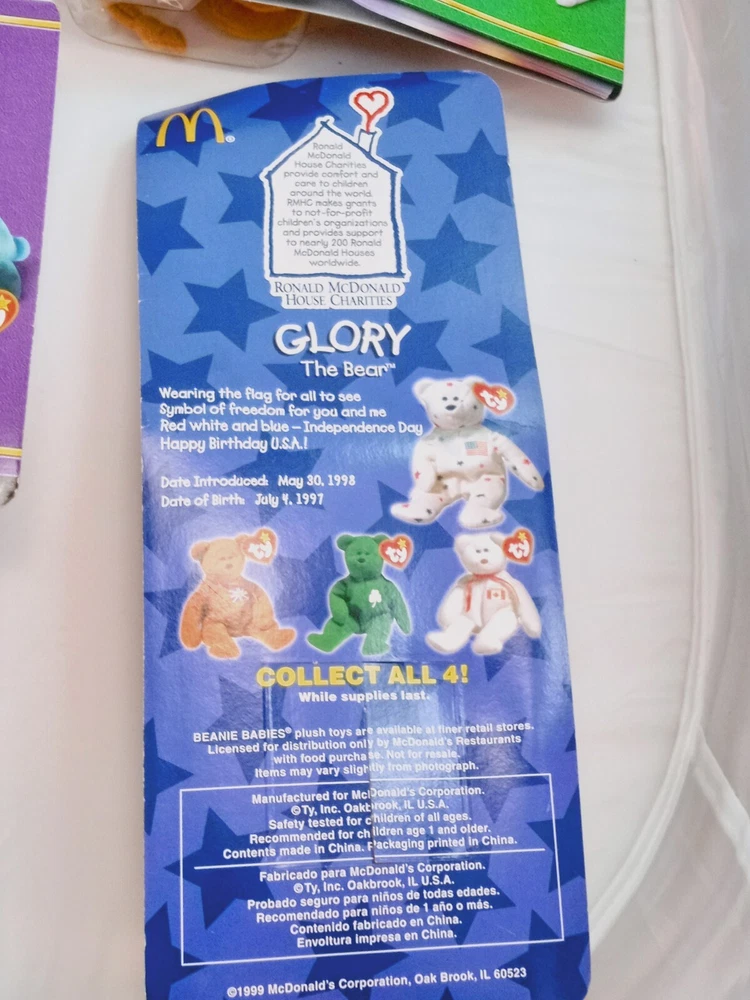 Ronald
McDonald
House Charities
provide comfort and
care to children
around the world.
RMHC makes grants
to not-for-profit
children's organizations
and provides support
to nearly 200 Ronald
McDonald Houses
worldwide.
RONALD MCDONALD
HOUSE CHARITIES
GLORY
The Bear™
Wearing the flag for all to see
Symbol of freedom for you and me
Red white and blue – Independence Day
Happy Birthday U.S.A.!
Date Introduced: May 30, 1998
Date of Birth: July 4, 1997
ty
ty
ty
ty
COLLECT ALL 4!
While supplies last.
BEANIE BABIES® plush toys are available at finer retail stores.
Licensed for distribution only by McDonald's Restaurants
with food purchase. Not for resale.
Items may vary slightly from photograph.
Manufactured for McDonald's Corporation.
©Ty, Inc. Oakbrook, IL U.S.A.
Safety tested for children of all ages.
Recommended for children age 1 and older.
Contents made in China. Packaging printed in China.
Fabricado para McDonald's Corporation.
©Ty, Inc. Oakbrook, IL U.S.A.
Probado seguro para niños de todas edades.
Recomendado para niños de 1 año o más.
Contenido fabricado en China.
Envoltura impresa en China.
©1999 McDonald's Corporation, Oak Brook, IL 60523